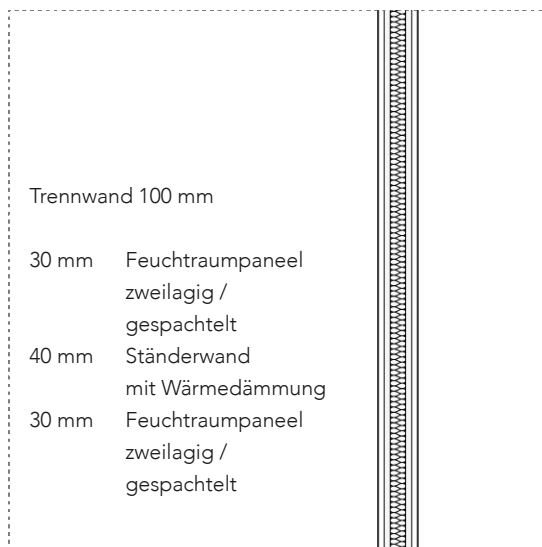 Trennwand 100 mm
30 mm Feuchtraumpaneel
zweilagig /
gespachtelt
40 mm Ständerwand
mit Wärmedämmung
30 mm Feuchtraumpaneel
zweilagig /
gespachtelt